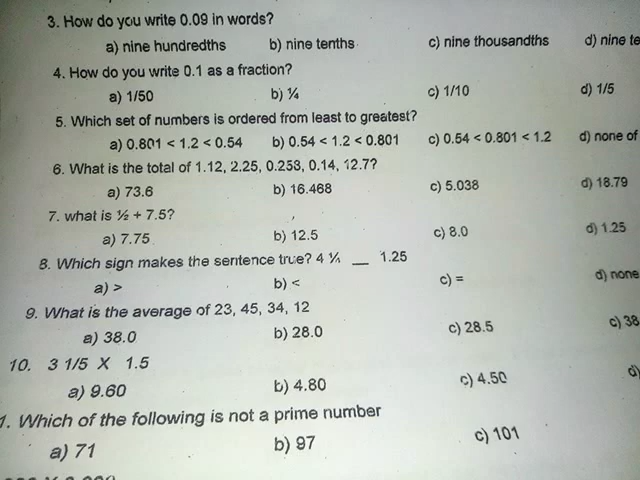 3. How do you write 0.09 in words?
a) nine hundredths b) nine tenths c) nine thousandths d) nine te
4. How do you write 0.1 as a fraction?
a) 1/50 b) ¼ c) 1/10 d) 1/5
5. Which set of numbers is ordered from least to greatest?
a) 0.801 < 1.2 < 0.54 b) 0.54 < 1.2 < 0.801 c) 0.54 < 0.801 < 1.2 d) none of
6. What is the total of 1.12, 2.25, 0.258, 0.14, 12.7?
a) 73.6 b) 16.468 c) 5.038 d) 18.79
7. what is ½ + 7.5?
a) 7.75 b) 12.5 c) 8.0 d) 1.25
8. Which sign makes the sentence true? 4 ¼ __ 1.25
a) > b) < c) = d) none
9. What is the average of 23, 45, 34, 12
a) 38.0 b) 28.0 c) 28.5 c) 38
10. 3 1/5 X 1.5
a) 9.60 b) 4.80 c) 4.50 d)
1. Which of the following is not a prime number
a) 71 b) 97 c) 101